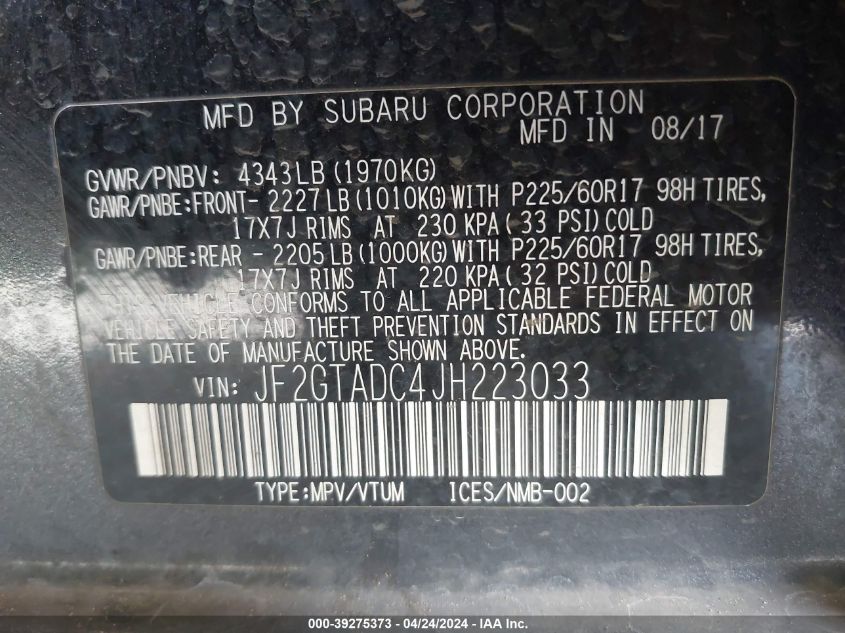 MFD BY SUBARU CORPORATION
MFD IN 08/17
GVWR/PNBV: 4343LB (1970KG)
GAWR/PNBE:FRONT- 2227LB(1010KG)WITH P225/60R17 98H TIRES,
17X7J RIMS AT 230 KPA(33 PSI)COLD
GAWR/PNBE:REAR - 2205LB(1000KG)WITH P225/60R17 98H TIRES,
17X7J RIMS AT 220 KPA(32 PSI)COLD
THIS VEHICLE CONFORMS TO ALL APPLICABLE FEDERAL MOTOR
VEHICLE SAFETY AND THEFT PREVENTION STANDARDS IN EFFECT ON
THE DATE OF MANUFACTURE SHOWN ABOVE.
VIN: JF2GTADC4JH223033
TYPE:MPV/VTUM ICES/NMB-002
000-39275373 - 04/24/2024 - IAA Inc.